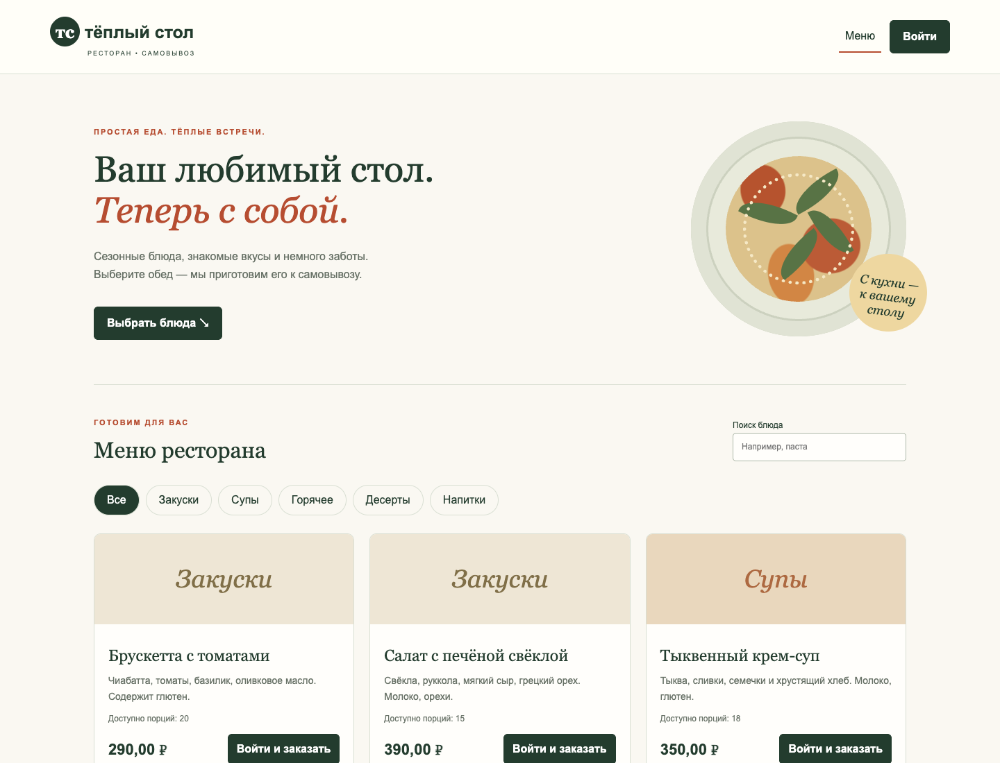 тс тёплый стол
РЕСТОРАН • САМОВЫВОЗ
Меню
Войти
ПРОСТАЯ ЕДА. ТЁПЛЫЕ ВСТРЕЧИ.
Ваш любимый стол.
Теперь с собой.
Сезонные блюда, знакомые вкусы и немного заботы.
Выберите обед — мы приготовим его к самовывозу.
Выбрать блюда ↘
С кухни —
к вашему
столу
ГОТОВИМ ДЛЯ ВАС
Меню ресторана
Поиск блюда
Например, паста
Все
Закуски
Супы
Горячее
Десерты
Напитки
Закуски
Брускетта с томатами
Чиабатта, томаты, базилик, оливковое масло.
Содержит глютен.
Доступно порций: 20
290,00 ₽
Войти и заказать
Закуски
Салат с печёной свёклой
Свёкла, руккола, мягкий сыр, грецкий орех.
Молоко, орехи.
Доступно порций: 15
390,00 ₽
Войти и заказать
Супы
Тыквенный крем-суп
Тыква, сливки, семечки и хрустящий хлеб. Молоко,
глютен.
Доступно порций: 18
350,00 ₽
Войти и заказать